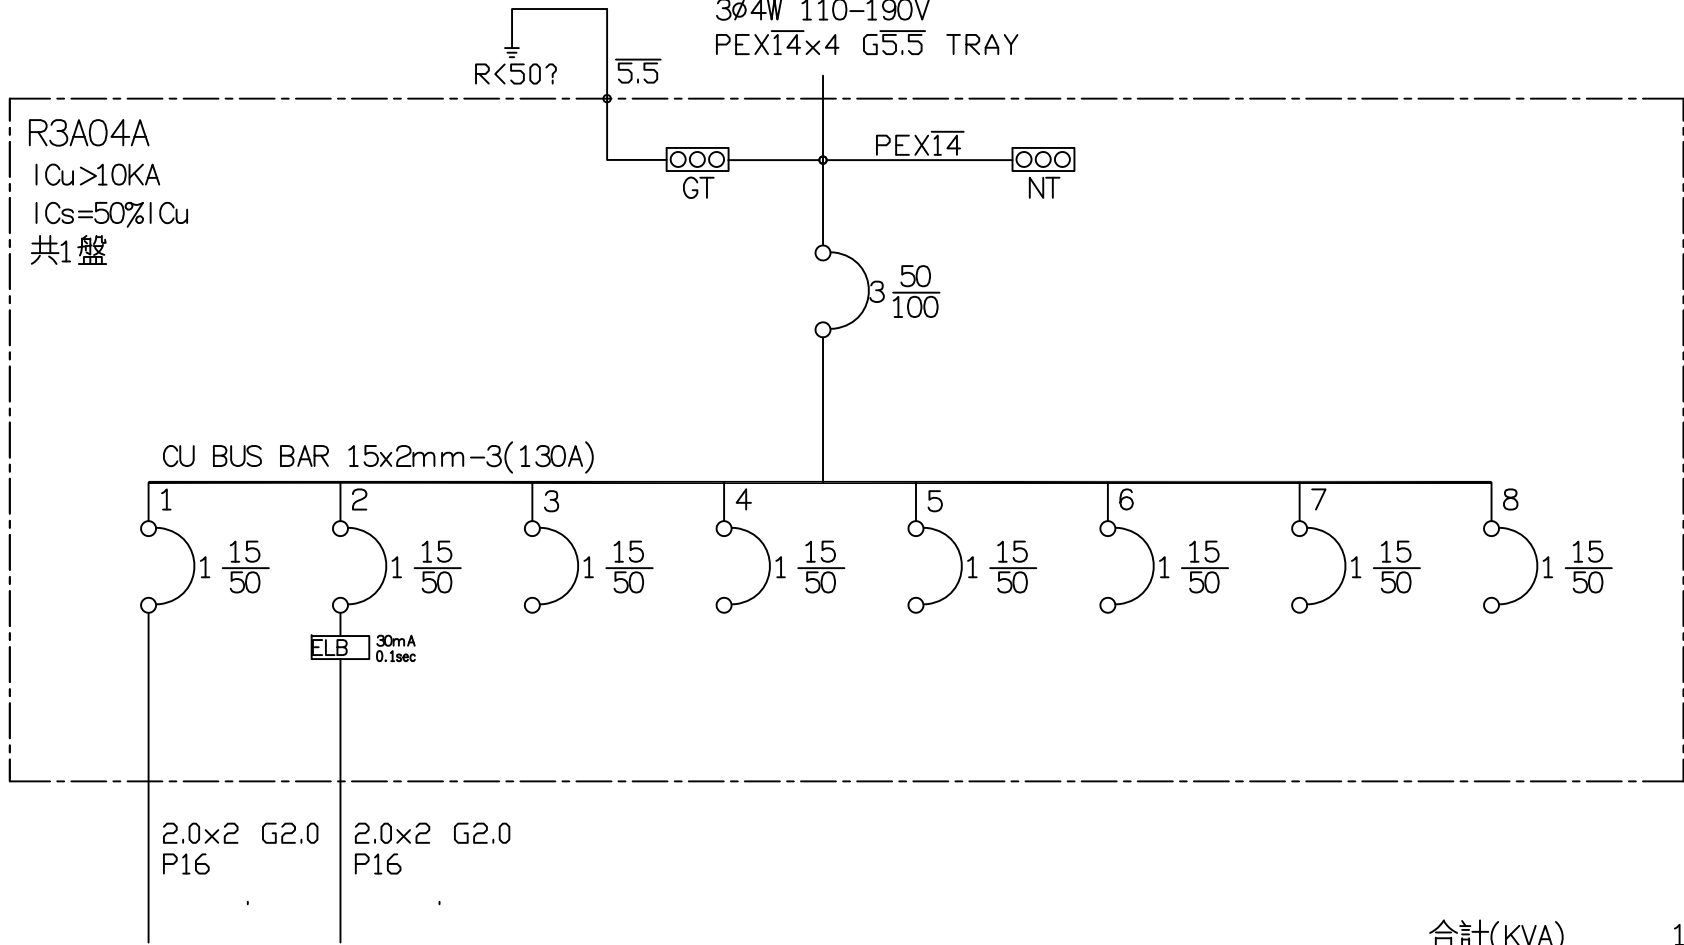 3ø4W 110-190V
PEX14x4 G5.5 TRAY
R<50?
5.5
R3A04A
ICu>10KA
ICs=50%ICu
共1盤
PEX14
GT
NT
3 50
100
CU BUS BAR 15x2mm-3(130A)
1 2 3 4 5 6 7 8
1 15 1 15 1 15 1 15 1 15 1 15 1 15 1 15
50 50 50 50 50 50 50 50
ELB 30mA
0.1sec
2.0x2 G2.0 2.0x2 G2.0
P16 P16
合計(KVA) 1